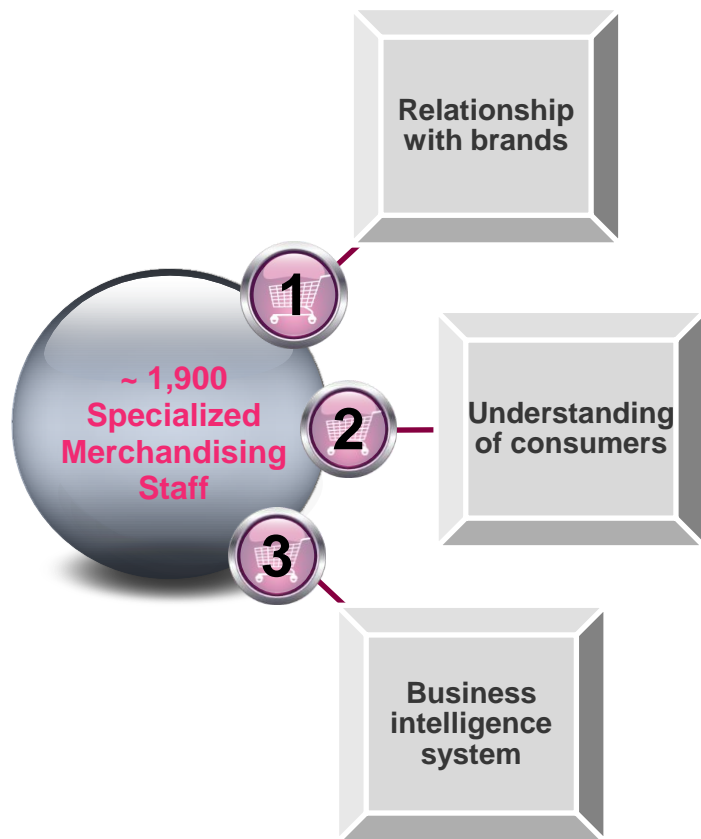 Relationship
with brands
1
~ 1,900
Specialized
Merchandising
Staff
2
Understanding
of consumers
3
Business
intelligence
system